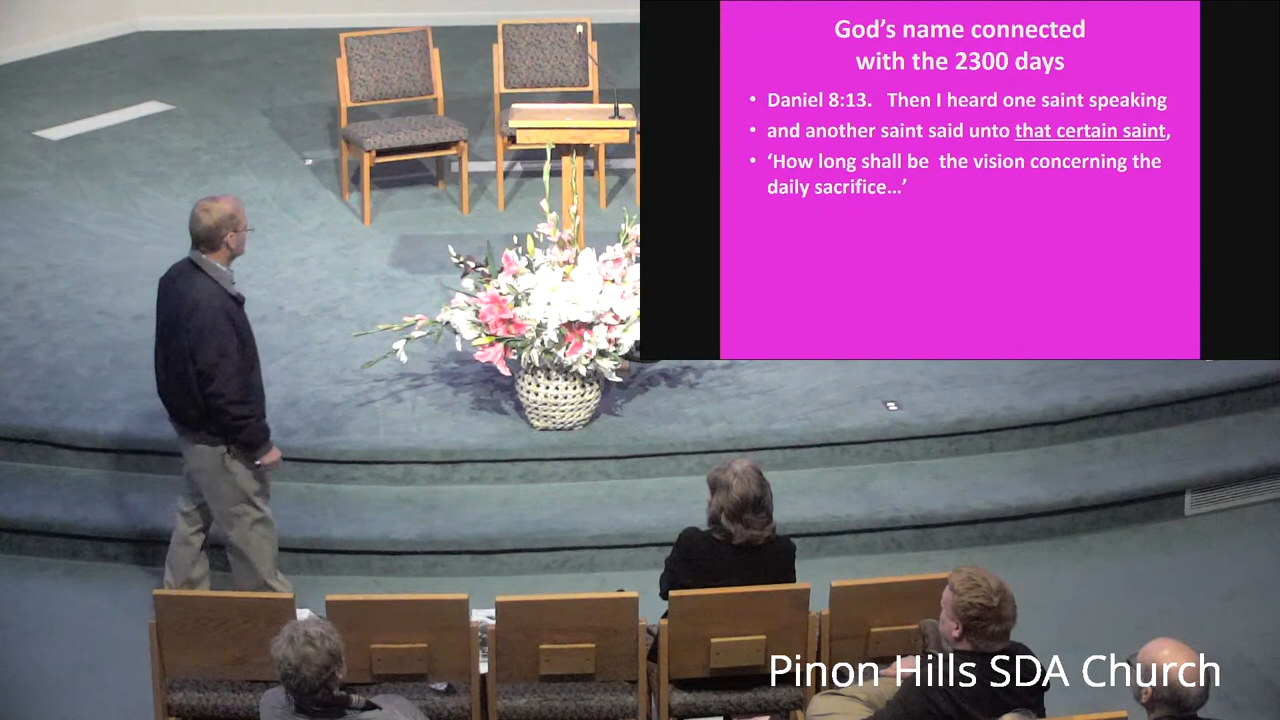 God's name connected
with the 2300 days
• Daniel 8:13. Then I heard one saint speaking
• and another saint said unto that certain saint,
• ‘How long shall be the vision concerning the
daily sacrifice…’
Pinon Hills SDA Church